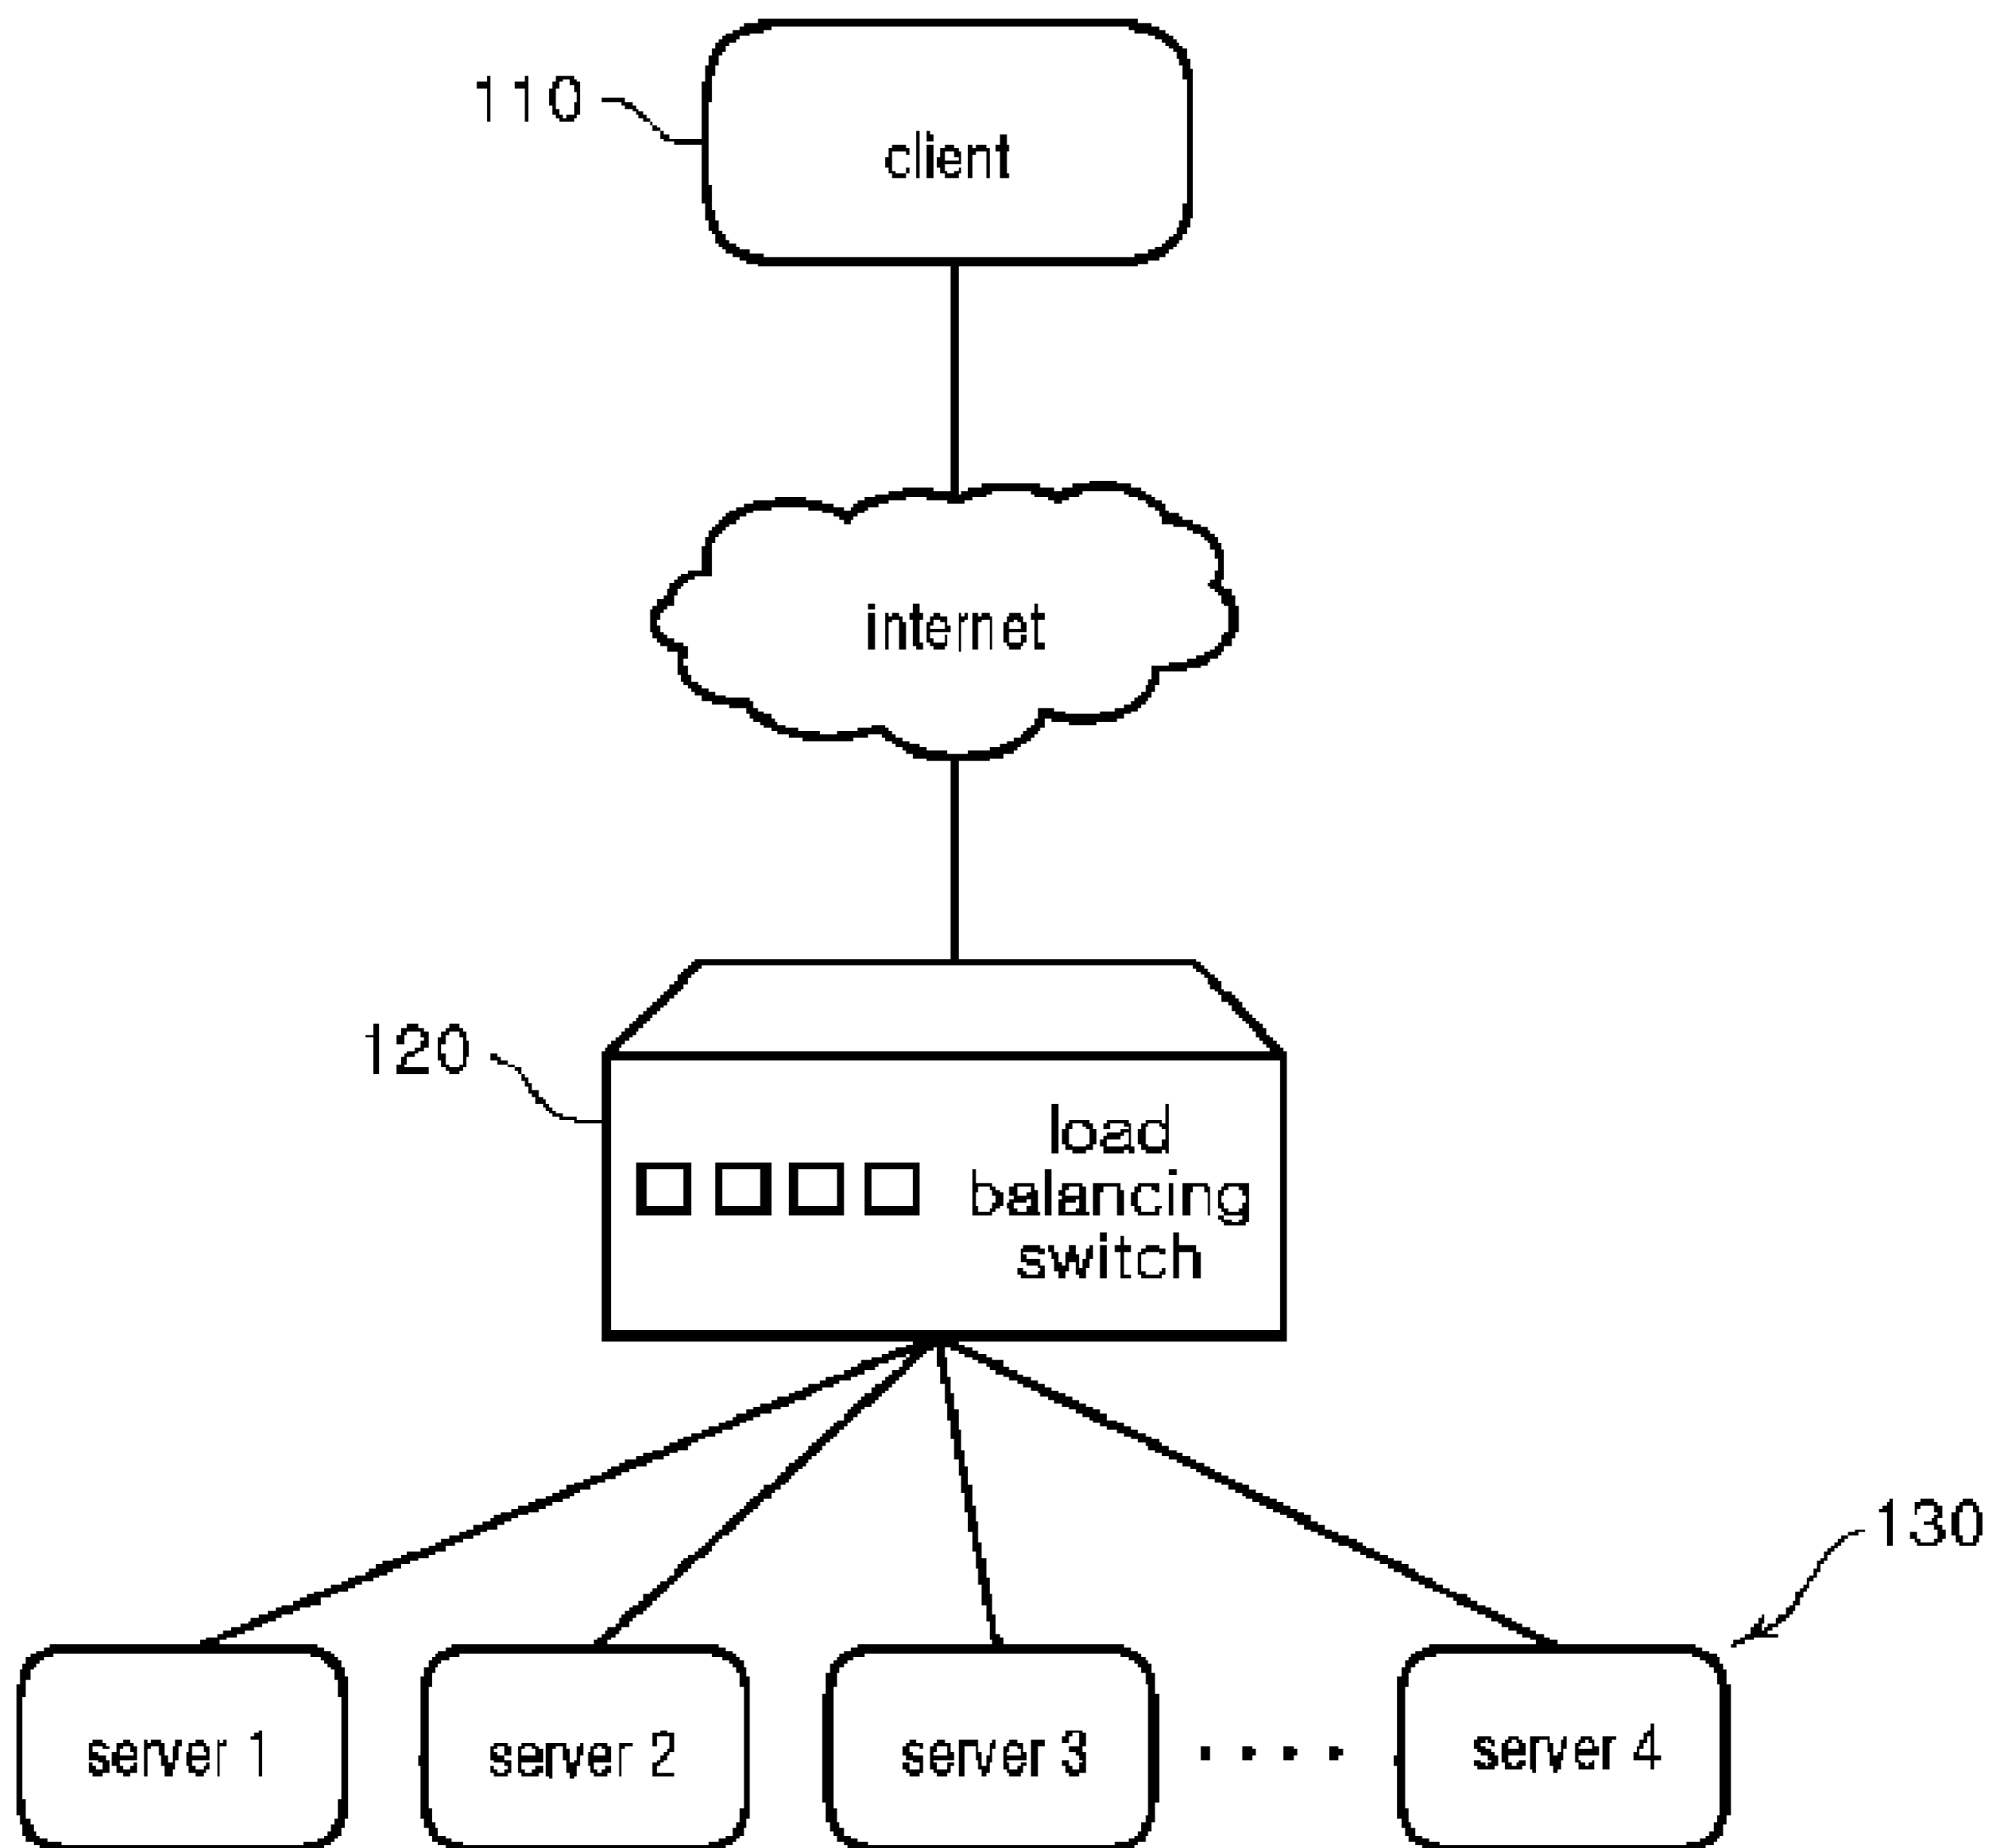 110
client
internet
120
load
balancing
switch
130
server 1
server 2
server 3
server 4